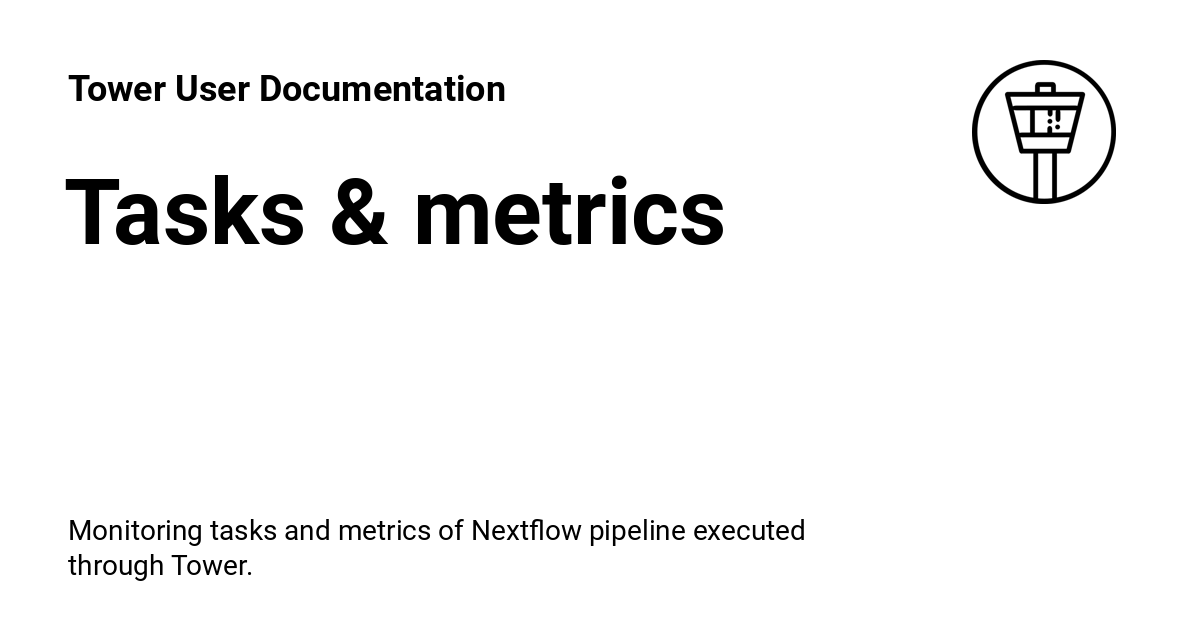 Tower User Documentation
Tasks & metrics
Monitoring tasks and metrics of Nextflow pipeline executed
through Tower.